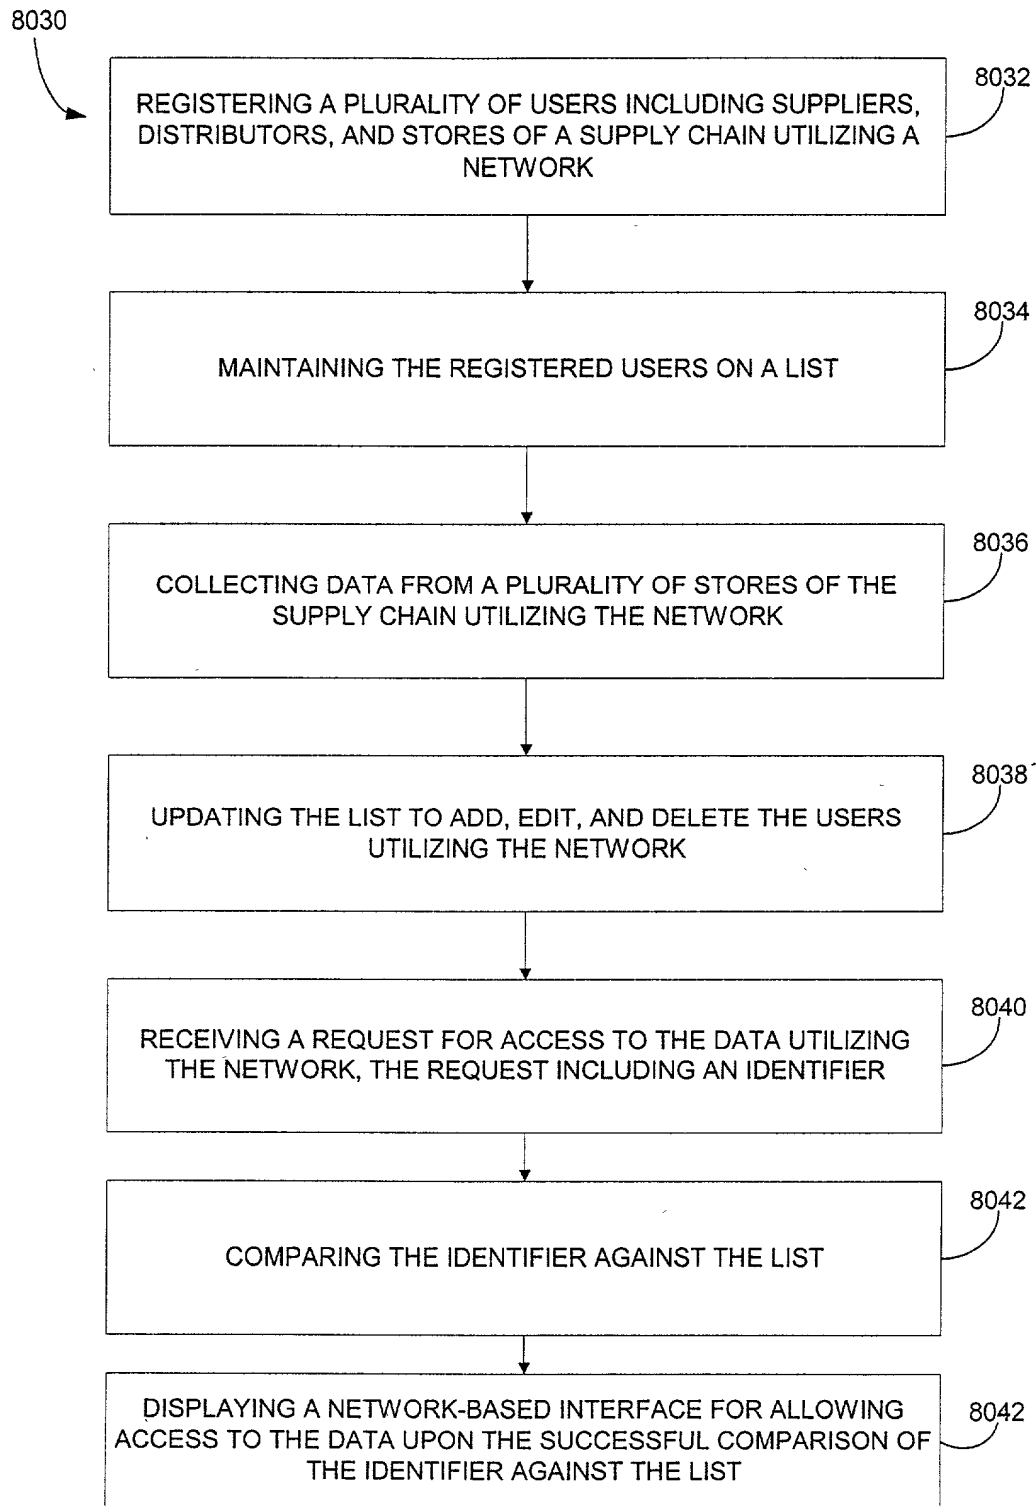 8030
8032
REGISTERING A PLURALITY OF USERS INCLUDING SUPPLIERS,
DISTRIBUTORS, AND STORES OF A SUPPLY CHAIN UTILIZING A
NETWORK
8034
MAINTAINING THE REGISTERED USERS ON A LIST
8036
COLLECTING DATA FROM A PLURALITY OF STORES OF THE
SUPPLY CHAIN UTILIZING THE NETWORK
8038
UPDATING THE LIST TO ADD, EDIT, AND DELETE THE USERS
UTILIZING THE NETWORK
8040
RECEIVING A REQUEST FOR ACCESS TO THE DATA UTILIZING
THE NETWORK, THE REQUEST INCLUDING AN IDENTIFIER
8042
COMPARING THE IDENTIFIER AGAINST THE LIST
8042
DISPLAYING A NETWORK-BASED INTERFACE FOR ALLOWING
ACCESS TO THE DATA UPON THE SUCCESSFUL COMPARISON OF
THE IDENTIFIER AGAINST THE LIST